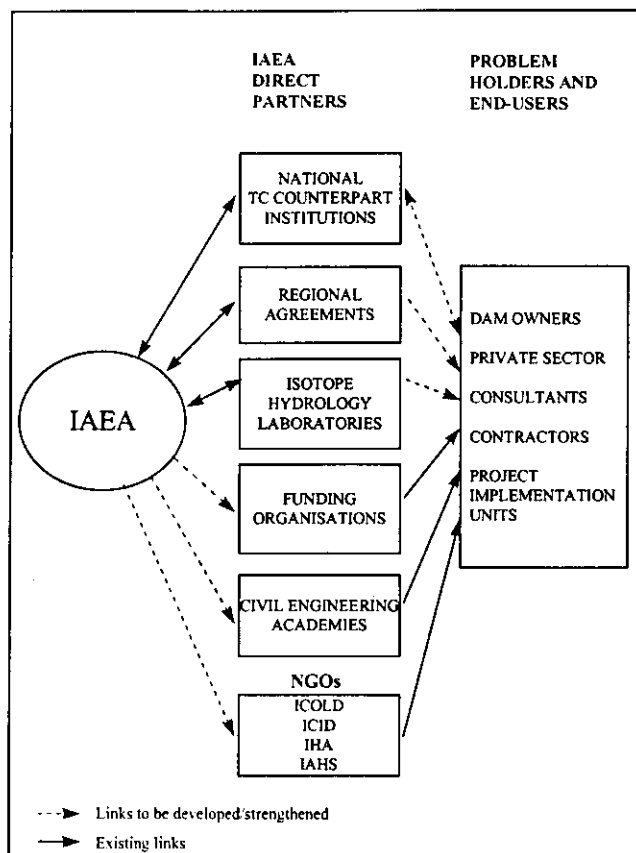 IAEA
DIRECT
PARTNERS
PROBLEM
HOLDERS AND
END-USERS
NATIONAL
TC COUNTERPART
INSTITUTIONS
REGIONAL
AGREEMENTS
ISOTOPE
HYDROLOGY
LABORATORIES
IAEA
FUNDING
ORGANISATIONS
CIVIL ENGINEERING
ACADEMIES
NGOs
ICOLD
ICID
IHA
IAHS
DAM OWNERS
PRIVATE SECTOR
CONSULTANTS
CONTRACTORS
PROJECT
IMPLEMENTATION
UNITS
Links to be developed/strengthened
Existing links